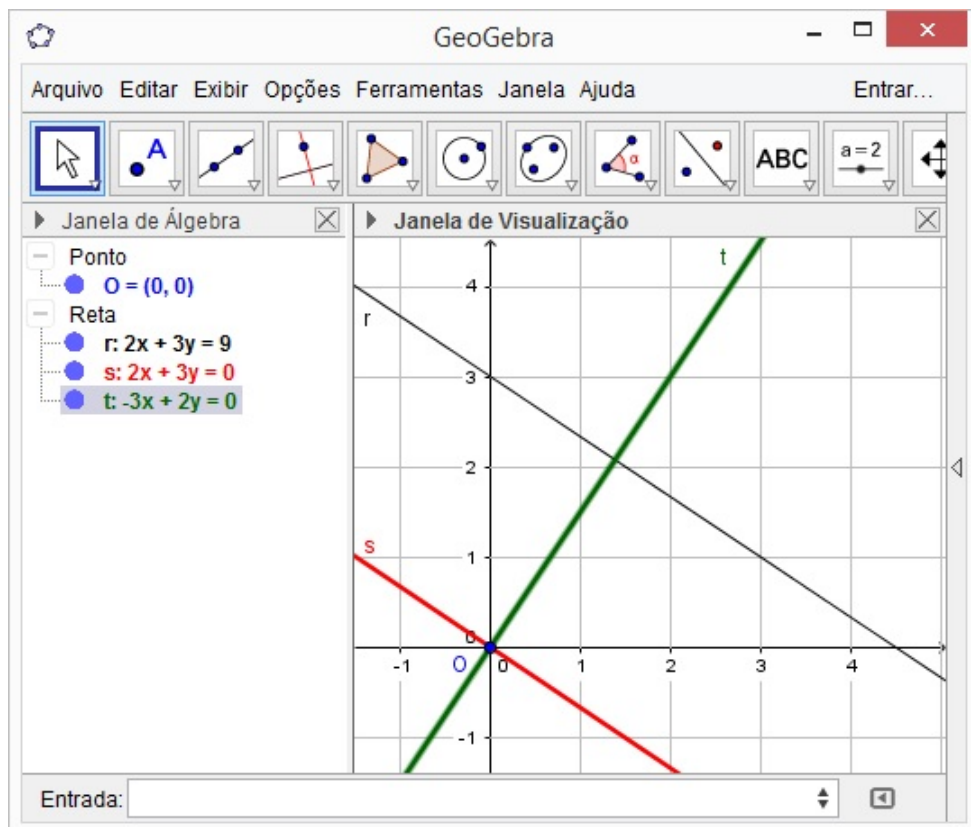 GeoGebra
Arquivo Editar Exibir Opções Ferramentas Janela Ajuda Entrar...
A α ABC a=2
Janela de Álgebra
Ponto
O = (0, 0)
Reta
r: 2x + 3y = 9
s: 2x + 3y = 0
t: -3x + 2y = 0
Janela de Visualização
t
4
r
3
2
s
1
0
-1 O 0 1 2 3 4
-1
Entrada: